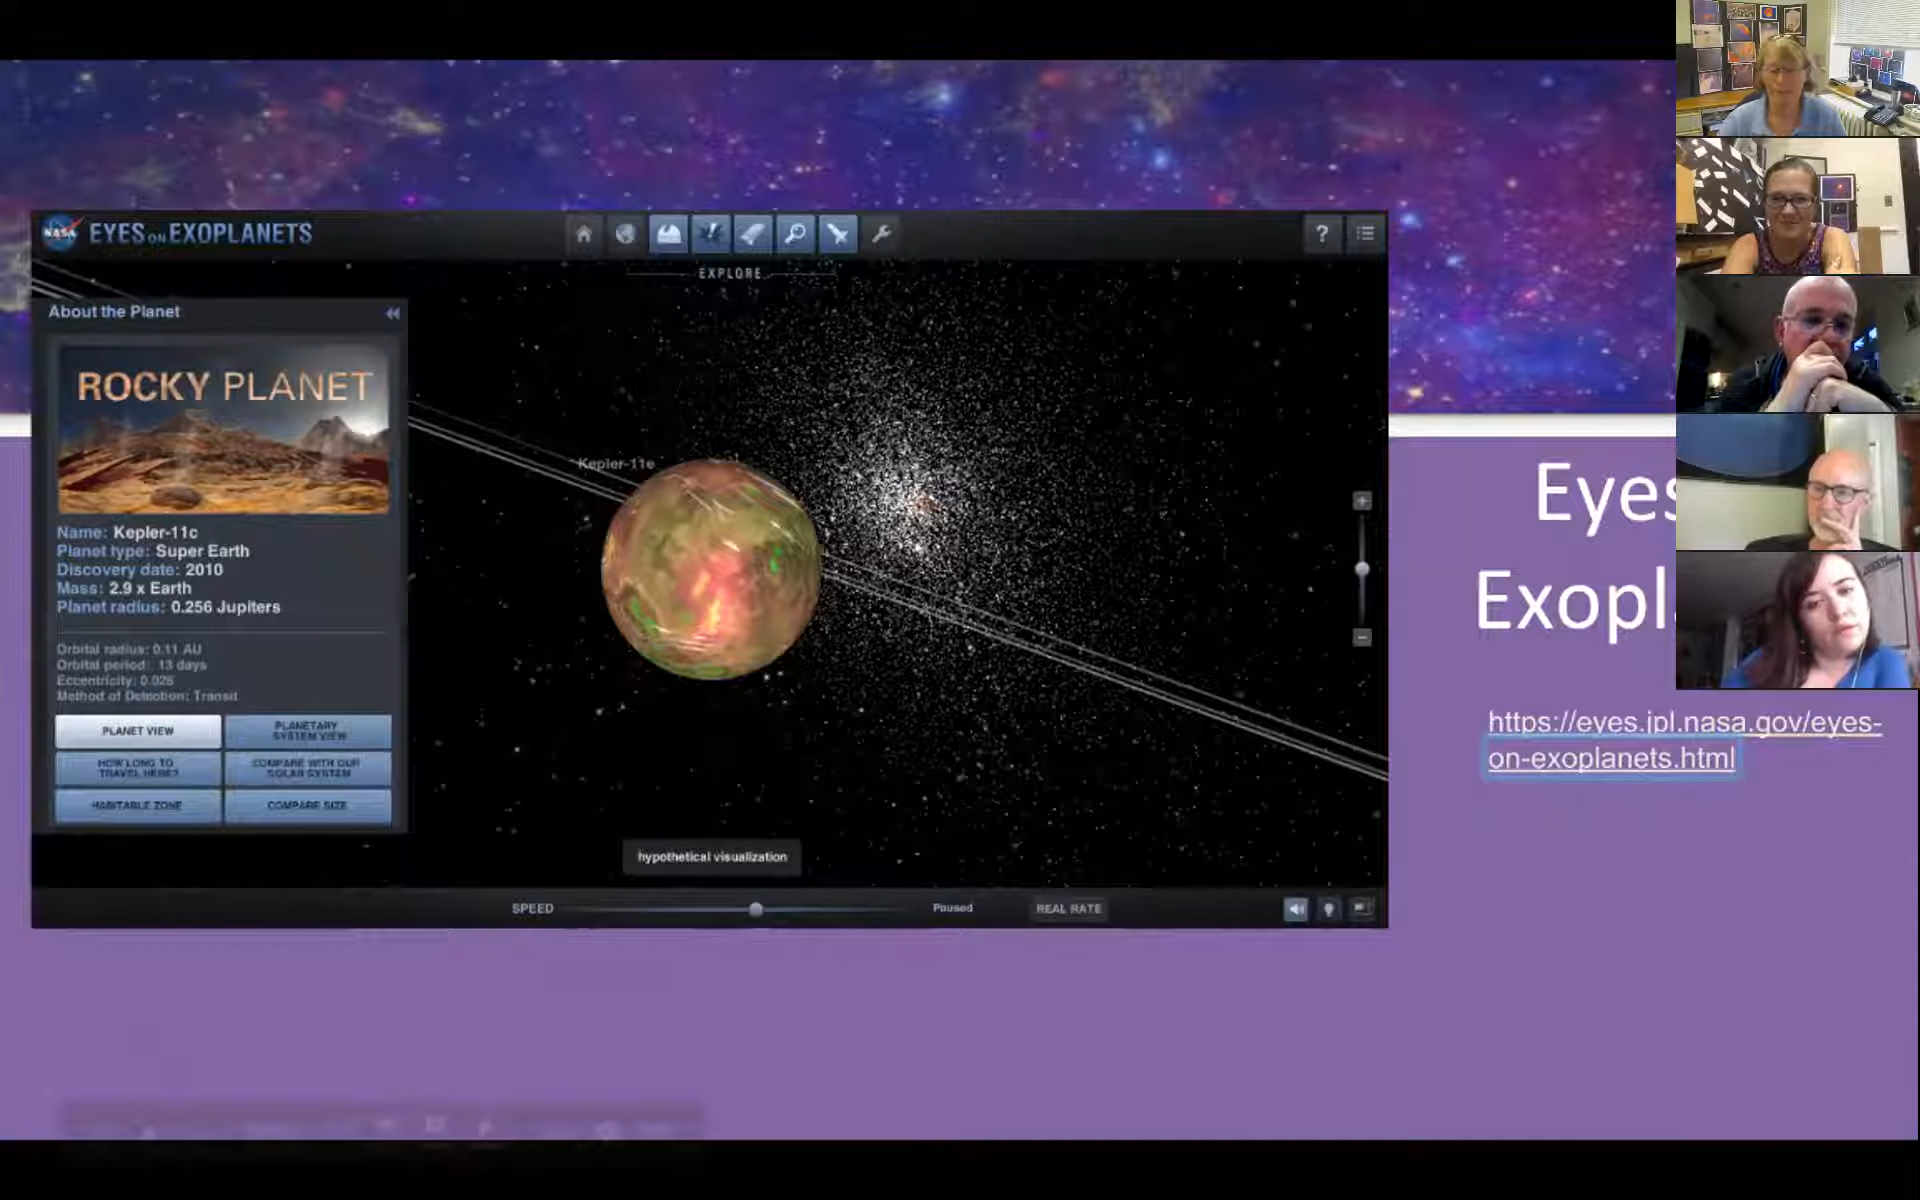 NASA EYES ON EXOPLANETS
?
EXPLORE
About the Planet
ROCKY PLANET
Name: Kepler-11c
Planet type: Super Earth
Discovery date: 2010
Mass: 2.9 x Earth
Planet radius: 0.256 Jupiters
Orbital radius: 0.11 AU
Orbital period: 13 days
Eccentricity: 0.026
Method of Detection: Transit
PLANET VIEW
PLANETARY
SYSTEM VIEW
HOW LONG TO
TRAVEL HERE?
COMPARE WITH OUR
SOLAR SYSTEM
HABITABLE ZONE
COMPARE SIZE
Kepler-11e
hypothetical visualization
SPEED
Paused
REAL RATE
Eyes
Exopl
https://eyes.jpl.nasa.gov/eyes-
on-exoplanets.html